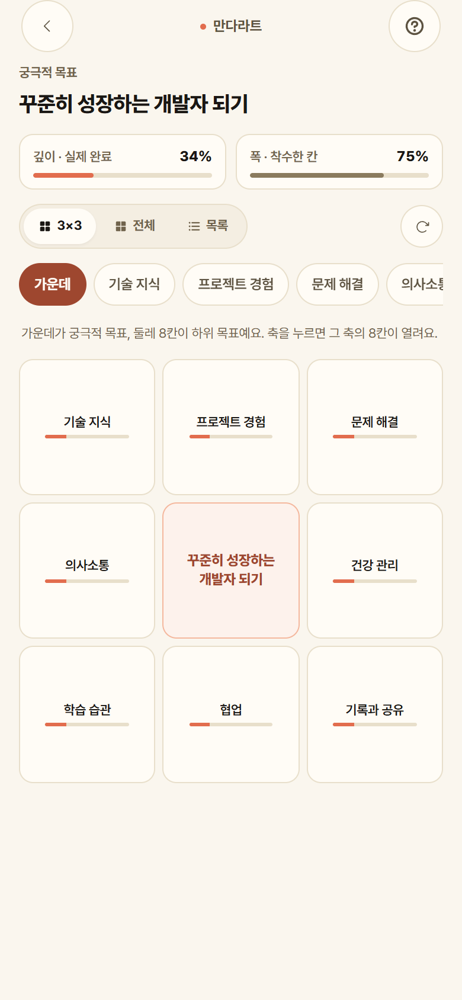 만다라트
궁극적 목표
꾸준히 성장하는 개발자 되기
깊이 · 실제 완료 34%
폭 · 착수한 칸 75%
3×3 전체 목록
가운데 기술 지식 프로젝트 경험 문제 해결 의사소통
가운데가 궁극적 목표, 둘레 8칸이 하위 목표예요. 축을 누르면 그 축의 8칸이 열려요.
기술 지식 프로젝트 경험 문제 해결
의사소통
꾸준히 성장하는
개발자 되기
건강 관리
학습 습관 협업 기록과 공유